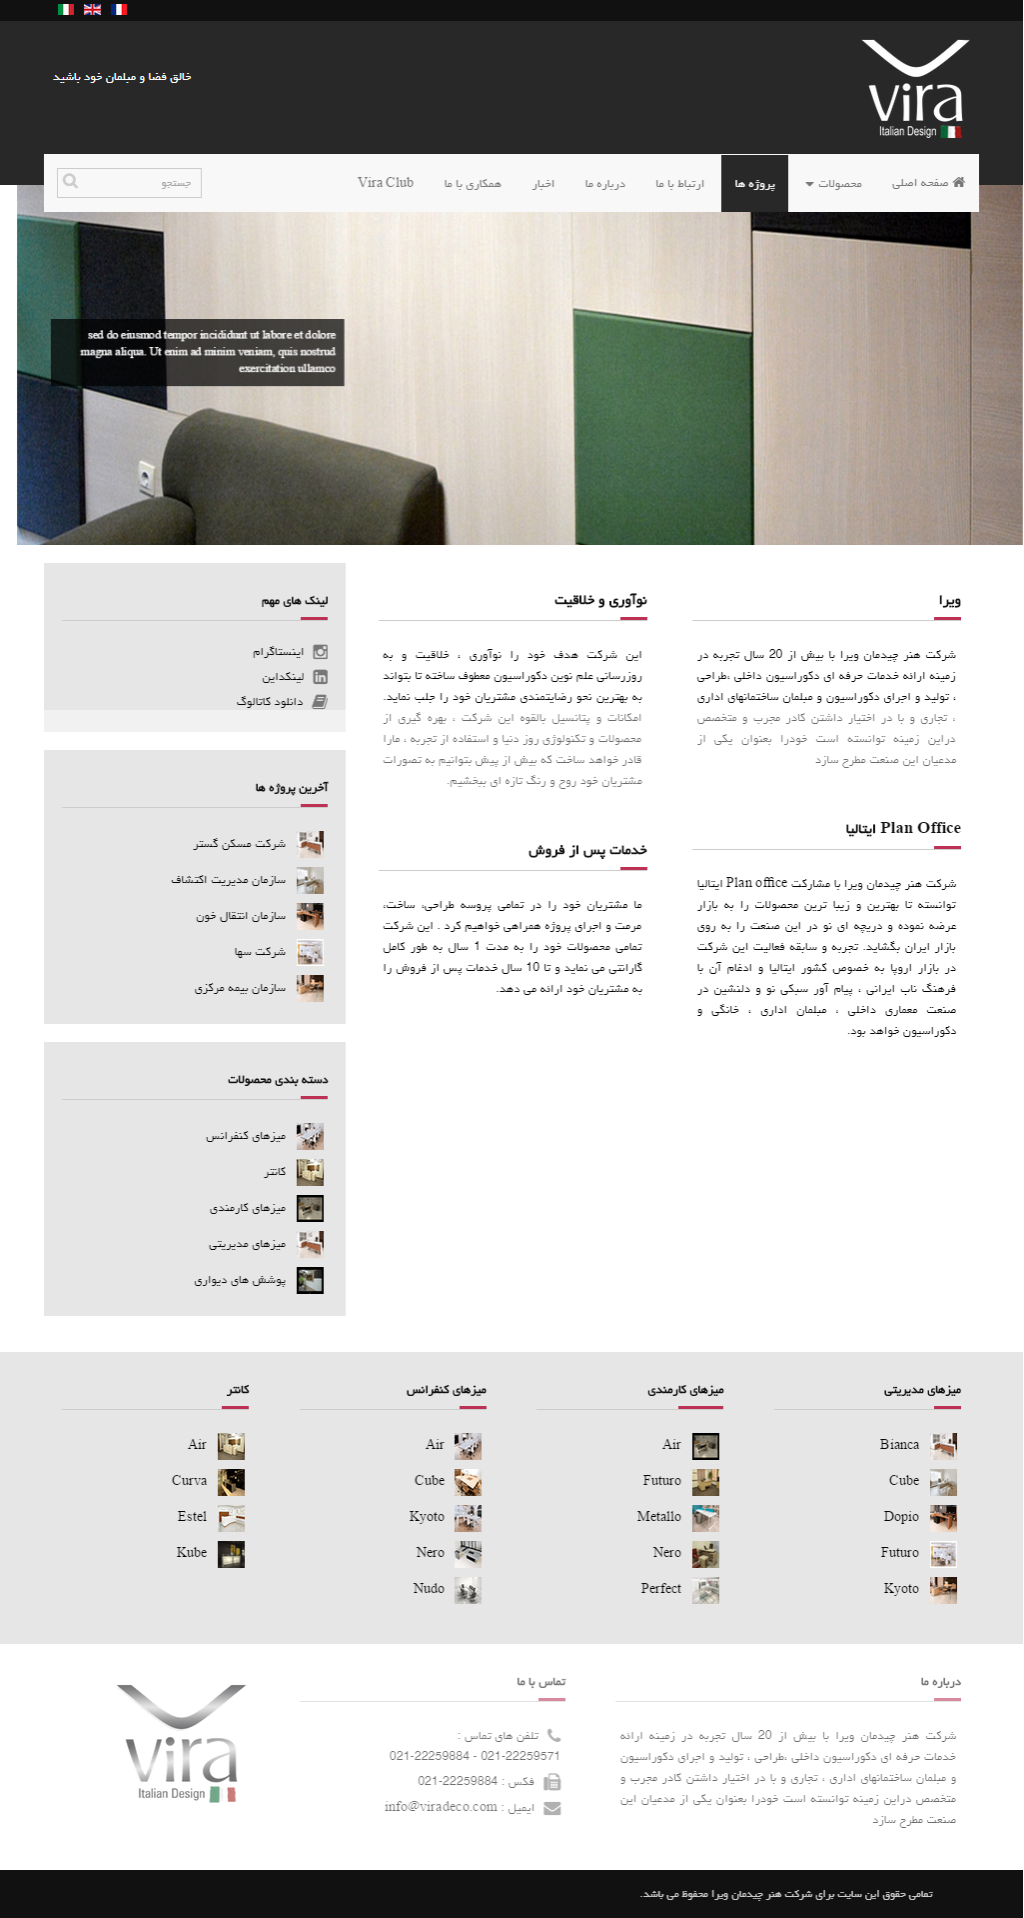 خالق فضا و مبلمان خود باشید
vira
Italian Design
صفحه اصلی
محصولات
پروژه ها
ارتباط با ما
درباره ما
اخبار
همکاری با ما
Vira Club
جستجو
sed do eiusmod tempor incididunt ut labore et dolore
magna aliqua. Ut enim ad minim veniam, quis nostrud
exercitation ullamco
ویرا
شرکت هنر چیدمان ویرا با بیش از 20 سال تجربه در
زمینه ارائه خدمات حرفه ای دکوراسیون داخلی ،طراحی
، تولید و اجرای دکوراسیون و مبلمان ساختمانهای اداری
، تجاری و با در اختیار داشتن کادر مجرب و متخصص
دراین زمینه توانسته است خودرا بعنوان یکی از
مدعیان این صنعت مطرح سازد
نوآوری و خلاقیت
این شرکت هدف خود را نوآوری ، خلاقیت و به
روزرسانی علم نوین دکوراسیون معطوف ساخته تا بتواند
به بهترین نحو رضایتمندی مشتریان خود را جلب نماید.
امکانات و پتانسیل بالقوه این شرکت ، بهره گیری از
محصولات و تکنولوژی روز دنیا و استفاده از تجربه ، مارا
قادر خواهد ساخت که بیش از پیش بتوانیم به تصورات
مشتریان خود روح و رنگ تازه ای ببخشیم.
Plan Office ایتالیا
شرکت هنر چیدمان ویرا با مشارکت Plan office ایتالیا
توانسته تا بهترین و زیبا ترین محصولات را به بازار
عرضه نموده و دریچه ای نو در این صنعت را به روی
بازار ایران بگشاید. تجربه و سابقه فعالیت این شرکت
در بازار اروپا به خصوص کشور ایتالیا و ادغام آن با
فرهنگ ناب ایرانی ، پیام آور سبکی نو و دلنشین در
صنعت معماری داخلی ، مبلمان اداری ، خانگی و
دکوراسیون خواهد بود.
خدمات پس از فروش
ما مشتریان خود را در تمامی پروسه طراحی، ساخت،
مرمت و اجرای پروژه همراهی خواهیم کرد . این شرکت
تمامی محصولات خود را به مدت 1 سال به طور کامل
گارانتی می نماید و تا 10 سال خدمات پس از فروش را
به مشتریان خود ارائه می دهد.
لینک های مهم
اینستاگرام
لینکداین
دانلود کاتالوگ
آخرین پروژه ها
شرکت مسکن گستر
سازمان مدیریت اکتشاف
سازمان انتقال خون
شرکت سها
سازمان بیمه مرکزی
دسته بندی محصولات
میزهای کنفرانس
کانتر
میزهای کارمندی
میزهای مدیریتی
پوشش های دیواری
میزهای مدیریتی
Bianca
Cube
Dopio
Futuro
Kyoto
میزهای کارمندی
Air
Futuro
Metallo
Nero
Perfect
میزهای کنفرانس
Air
Cube
Kyoto
Nero
Nudo
کانتر
Air
Curva
Estel
Kube
درباره ما
شرکت هنر چیدمان ویرا با بیش از 20 سال تجربه در زمینه ارائه
خدمات حرفه ای دکوراسیون داخلی ،طراحی ، تولید و اجرای دکوراسیون
و مبلمان ساختمانهای اداری ، تجاری و با در اختیار داشتن کادر مجرب و
متخصص دراین زمینه توانسته است خودرا بعنوان یکی از مدعیان این
صنعت مطرح سازد
تماس با ما
تلفن های تماس :
021-22259884 - 021-22259571
فکس : 22259884-021
ایمیل : info@viradeco.com
vira
Italian Design
تمامی حقوق این سایت برای شرکت هنر چیدمان ویرا محفوظ می باشد.